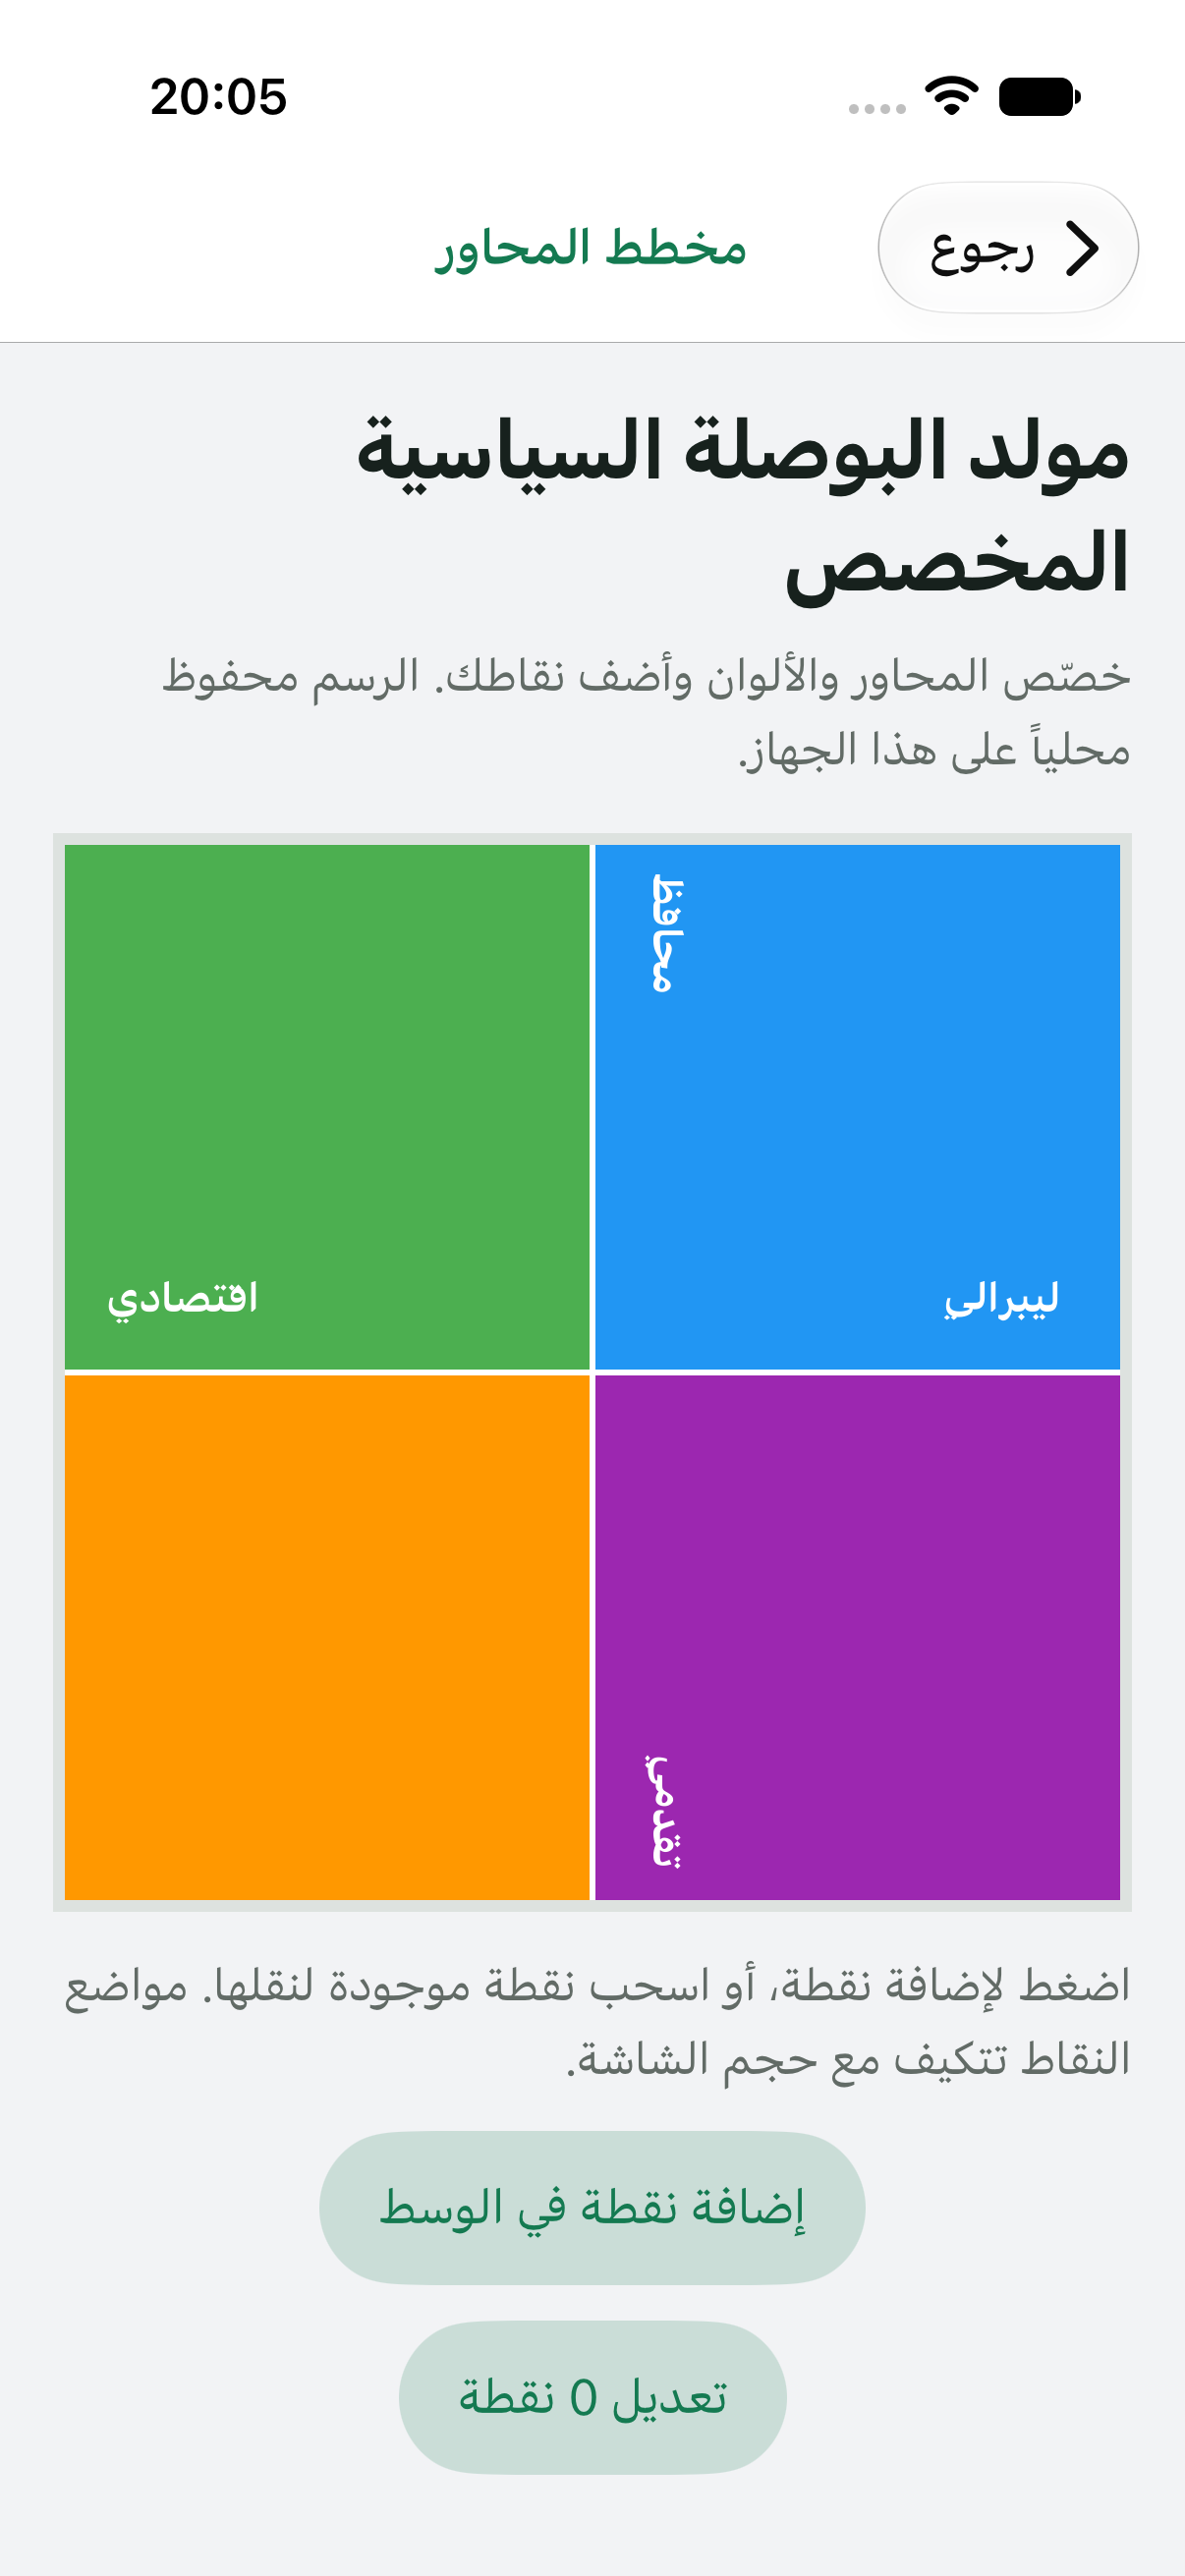 20:05
رجوع
مخطط المحاور
مولد البوصلة السياسية
المخصص
خصّص المحاور والألوان وأضف نقاطك. الرسم محفوظ
محلياً على هذا الجهاز.
محافظ
ليبرالي
اقتصادي
تقدمي
اضغط لإضافة نقطة، أو اسحب نقطة موجودة لنقلها. مواضع
النقاط تتكيف مع حجم الشاشة.
إضافة نقطة في الوسط
تعديل 0 نقطة